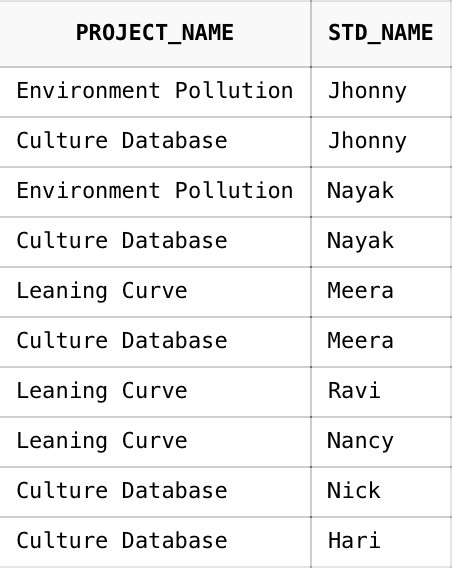 PROJECT_NAME STD_NAME
Environment Pollution Jhonny
Culture Database Jhonny
Environment Pollution Nayak
Culture Database Nayak
Leaning Curve Meera
Culture Database Meera
Leaning Curve Ravi
Leaning Curve Nancy
Culture Database Nick
Culture Database Hari